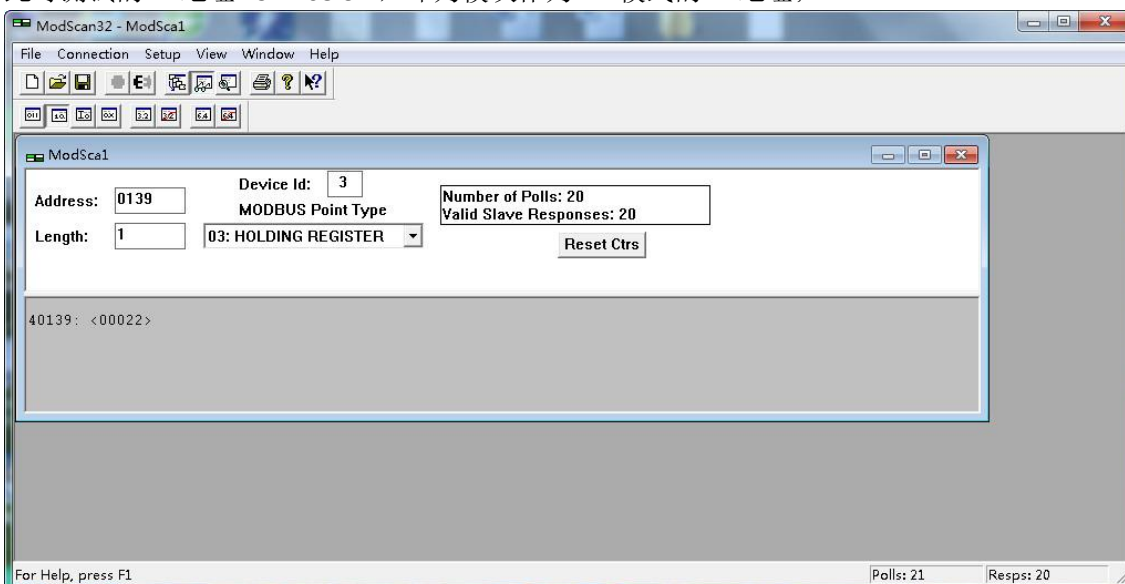 ModScan32 - ModSca1
File Connection Setup View Window Help
ModSca1
Address: 0139
Device Id: 3
MODBUS Point Type
Length: 1
03: HOLDING REGISTER
Number of Polls: 20
Valid Slave Responses: 20
Reset Ctrs
40139: <00022>
For Help, press F1
Polls: 21
Resps: 20